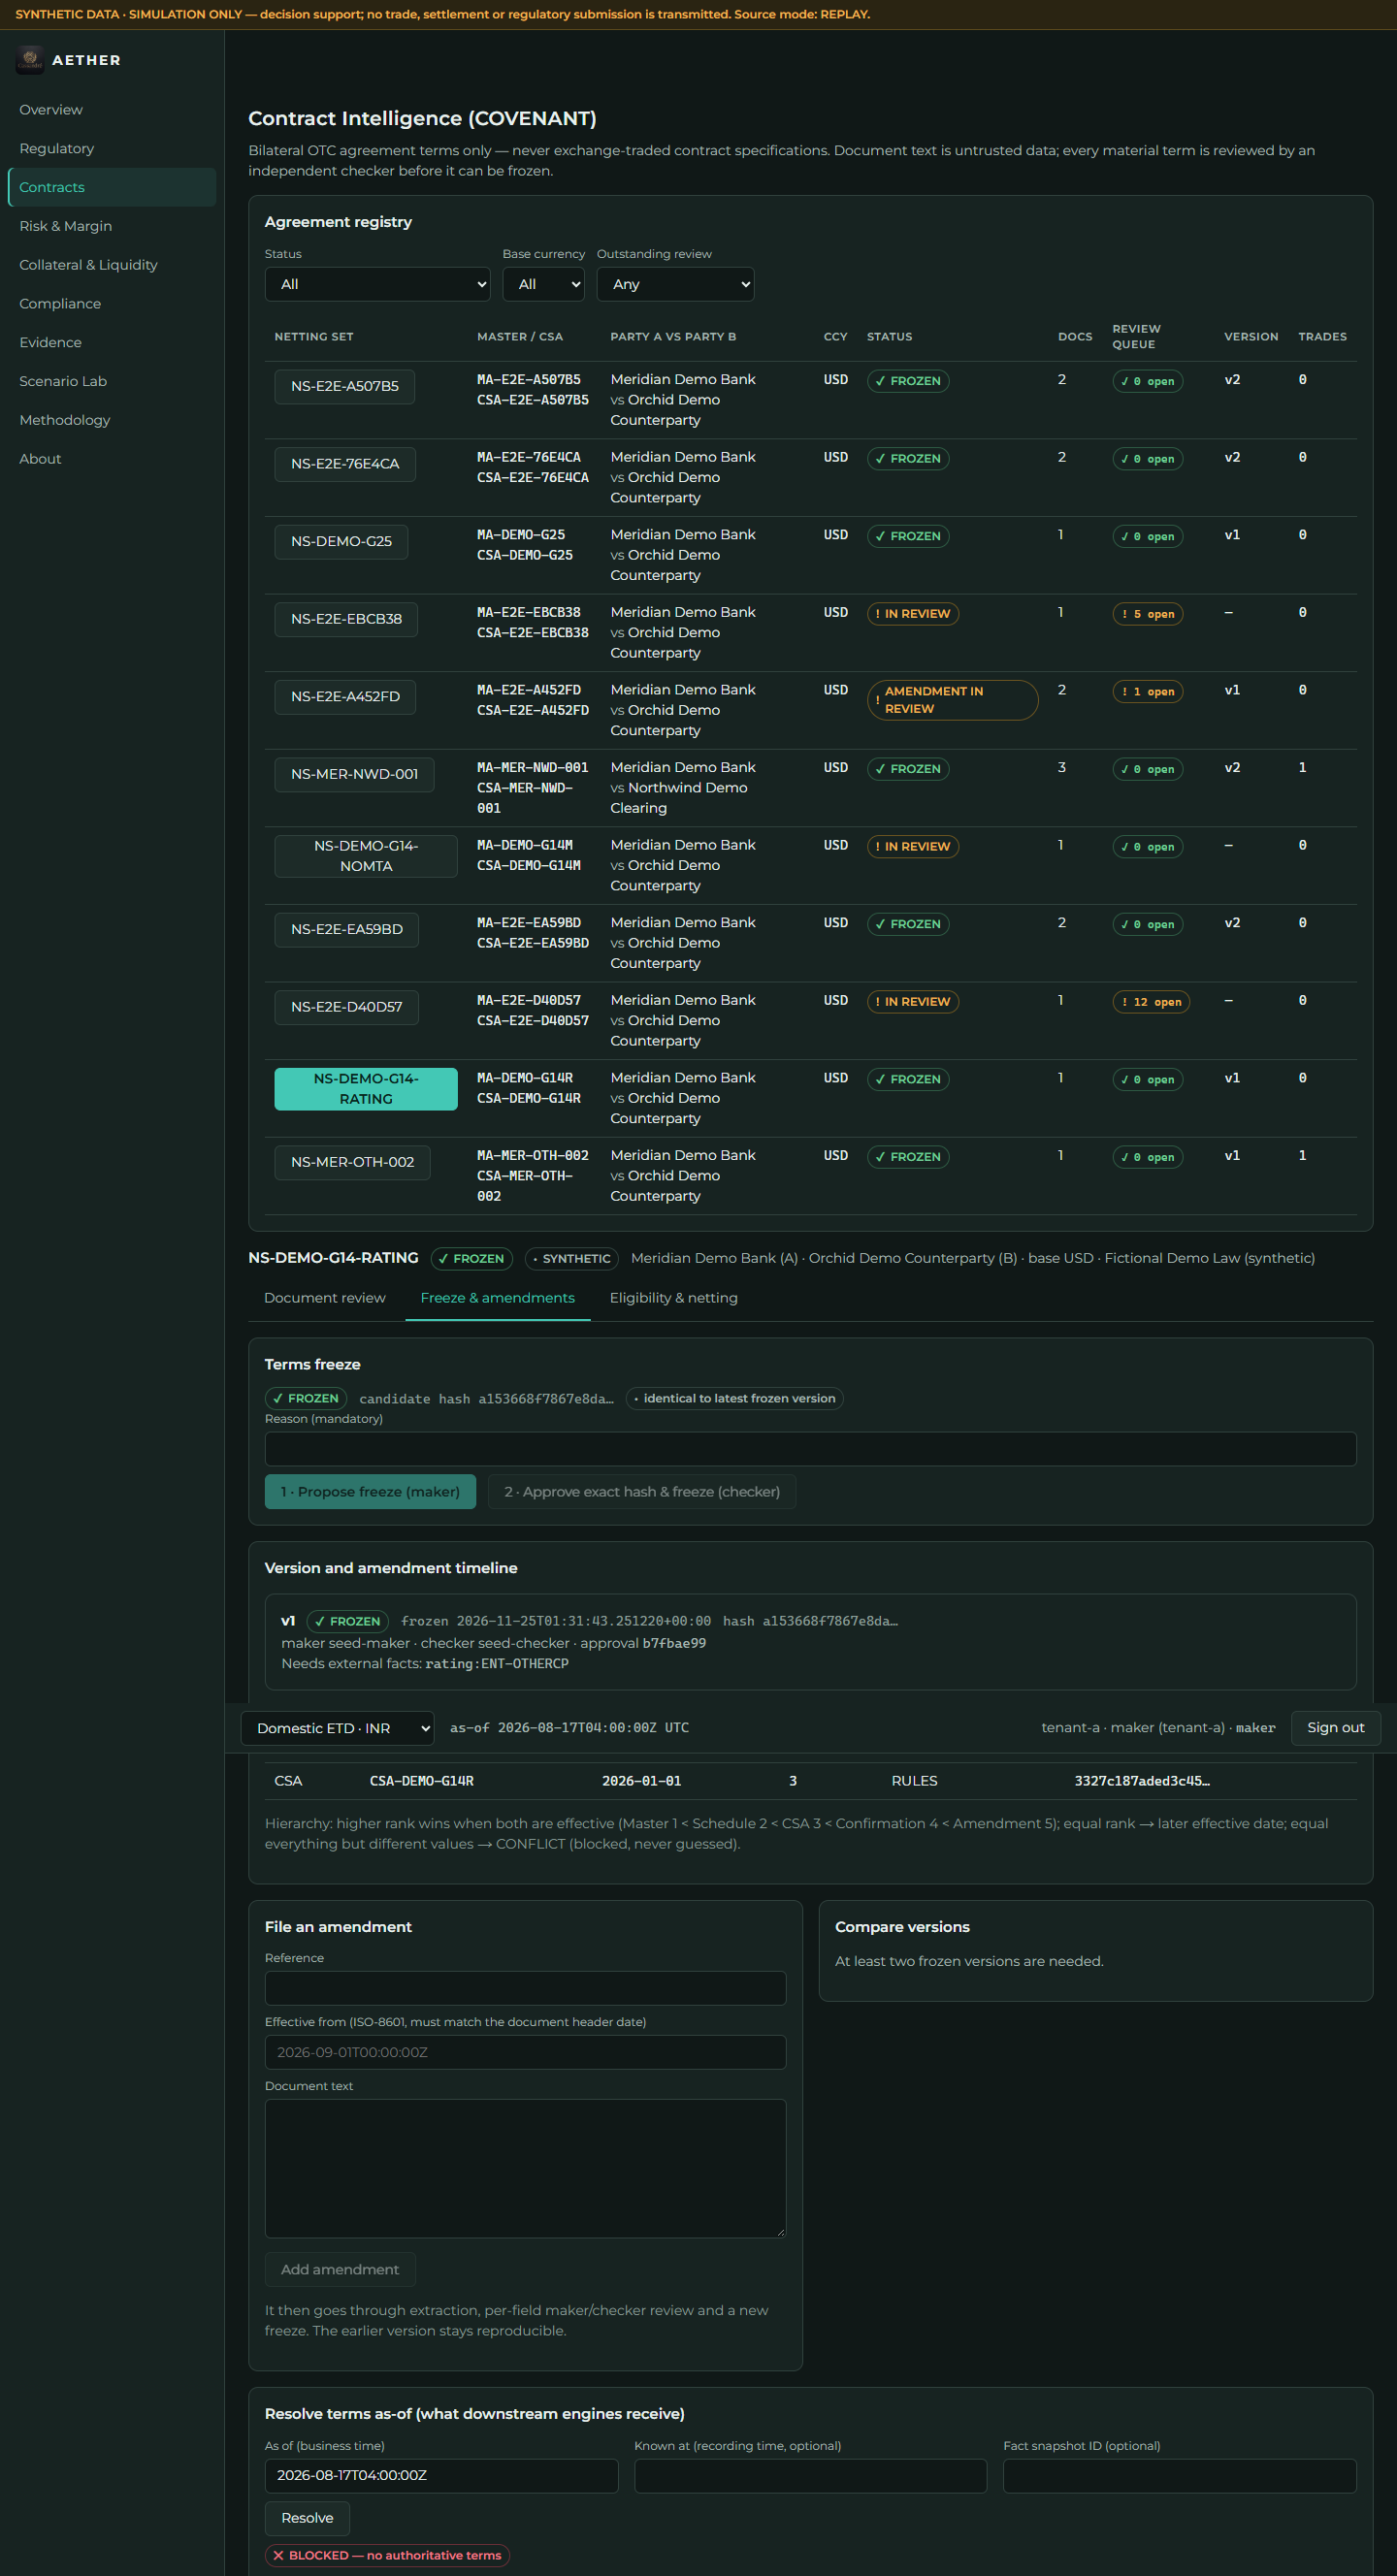 SYNTHETIC DATA · SIMULATION ONLY — decision support; no trade, settlement or regulatory submission is transmitted. Source mode: REPLAY.
AETHER
Overview
Regulatory
Contracts
Risk & Margin
Collateral & Liquidity
Compliance
Evidence
Scenario Lab
Methodology
About
Contract Intelligence (COVENANT)
Bilateral OTC agreement terms only — never exchange-traded contract specifications. Document text is untrusted data; every material term is reviewed by an
independent checker before it can be frozen.
Agreement registry
Status Base currency Outstanding review
All All Any
NETTING SET MASTER / CSA PARTY A VS PARTY B CCY STATUS DOCS REVIEW QUEUE VERSION TRADES
NS-E2E-A507B5 MA-E2E-A507B5 Meridian Demo Bank USD ✓ FROZEN 2 ✓ 0 open v2 0
CSA-E2E-A507B5 vs Orchid Demo
Counterparty
NS-E2E-76E4CA MA-E2E-76E4CA Meridian Demo Bank USD ✓ FROZEN 2 ✓ 0 open v2 0
CSA-E2E-76E4CA vs Orchid Demo
Counterparty
NS-DEMO-G25 MA-DEMO-G25 Meridian Demo Bank USD ✓ FROZEN 1 ✓ 0 open v1 0
CSA-DEMO-G25 vs Orchid Demo
Counterparty
NS-E2E-EBCB38 MA-E2E-EBCB38 Meridian Demo Bank USD ! IN REVIEW 1 ! 5 open — 0
CSA-E2E-EBCB38 vs Orchid Demo
Counterparty
NS-E2E-A452FD MA-E2E-A452FD Meridian Demo Bank USD ! AMENDMENT IN REVIEW 2 ! 1 open v1 0
CSA-E2E-A452FD vs Orchid Demo
Counterparty
NS-MER-NWD-001 MA-MER-NWD-001 Meridian Demo Bank USD ✓ FROZEN 3 ✓ 0 open v2 1
CSA-MER-NWD- vs Northwind Demo
001 Clearing
NS-DEMO-G14- MA-DEMO-G14M Meridian Demo Bank USD ! IN REVIEW 1 ✓ 0 open — 0
NOMTA CSA-DEMO-G14M vs Orchid Demo
Counterparty
NS-E2E-EA59BD MA-E2E-EA59BD Meridian Demo Bank USD ✓ FROZEN 2 ✓ 0 open v2 0
CSA-E2E-EA59BD vs Orchid Demo
Counterparty
NS-E2E-D40D57 MA-E2E-D40D57 Meridian Demo Bank USD ! IN REVIEW 1 ! 12 open — 0
CSA-E2E-D40D57 vs Orchid Demo
Counterparty
NS-DEMO-G14- MA-DEMO-G14R Meridian Demo Bank USD ✓ FROZEN 1 ✓ 0 open v1 0
RATING CSA-DEMO-G14R vs Orchid Demo
Counterparty
NS-MER-OTH-002 MA-MER-OTH-002 Meridian Demo Bank USD ✓ FROZEN 1 ✓ 0 open v1 1
CSA-MER-OTH- vs Orchid Demo
002 Counterparty
NS-DEMO-G14-RATING ✓ FROZEN · SYNTHETIC Meridian Demo Bank (A) · Orchid Demo Counterparty (B) · base USD · Fictional Demo Law (synthetic)
Document review Freeze & amendments Eligibility & netting
Terms freeze
✓ FROZEN candidate hash a153668f7867e8da… · identical to latest frozen version
Reason (mandatory)
1 · Propose freeze (maker) 2 · Approve exact hash & freeze (checker)
Version and amendment timeline
v1 ✓ FROZEN frozen 2026-11-25T01:31:43.251220+00:00 hash a153668f7867e8da…
maker seed-maker · checker seed-checker · approval b7fbae99
Needs external facts: rating:ENT-OTHERCP
Domestic ETD · INR as-of 2026-08-17T04:00:00Z UTC tenant-a · maker (tenant-a) · maker Sign out
CSA CSA-DEMO-G14R 2026-01-01 3 RULES 3327c187aded3c45…
Hierarchy: higher rank wins when both are effective (Master 1 < Schedule 2 < CSA 3 < Confirmation 4 < Amendment 5); equal rank → later effective date; equal
everything but different values → CONFLICT (blocked, never guessed).
File an amendment
Reference
Effective from (ISO-8601, must match the document header date)
2026-09-01T00:00:00Z
Document text
Add amendment
It then goes through extraction, per-field maker/checker review and a new
freeze. The earlier version stays reproducible.
Compare versions
At least two frozen versions are needed.
Resolve terms as-of (what downstream engines receive)
As of (business time) Known at (recording time, optional) Fact snapshot ID (optional)
2026-08-17T04:00:00Z
Resolve
✕ BLOCKED — no authoritative terms